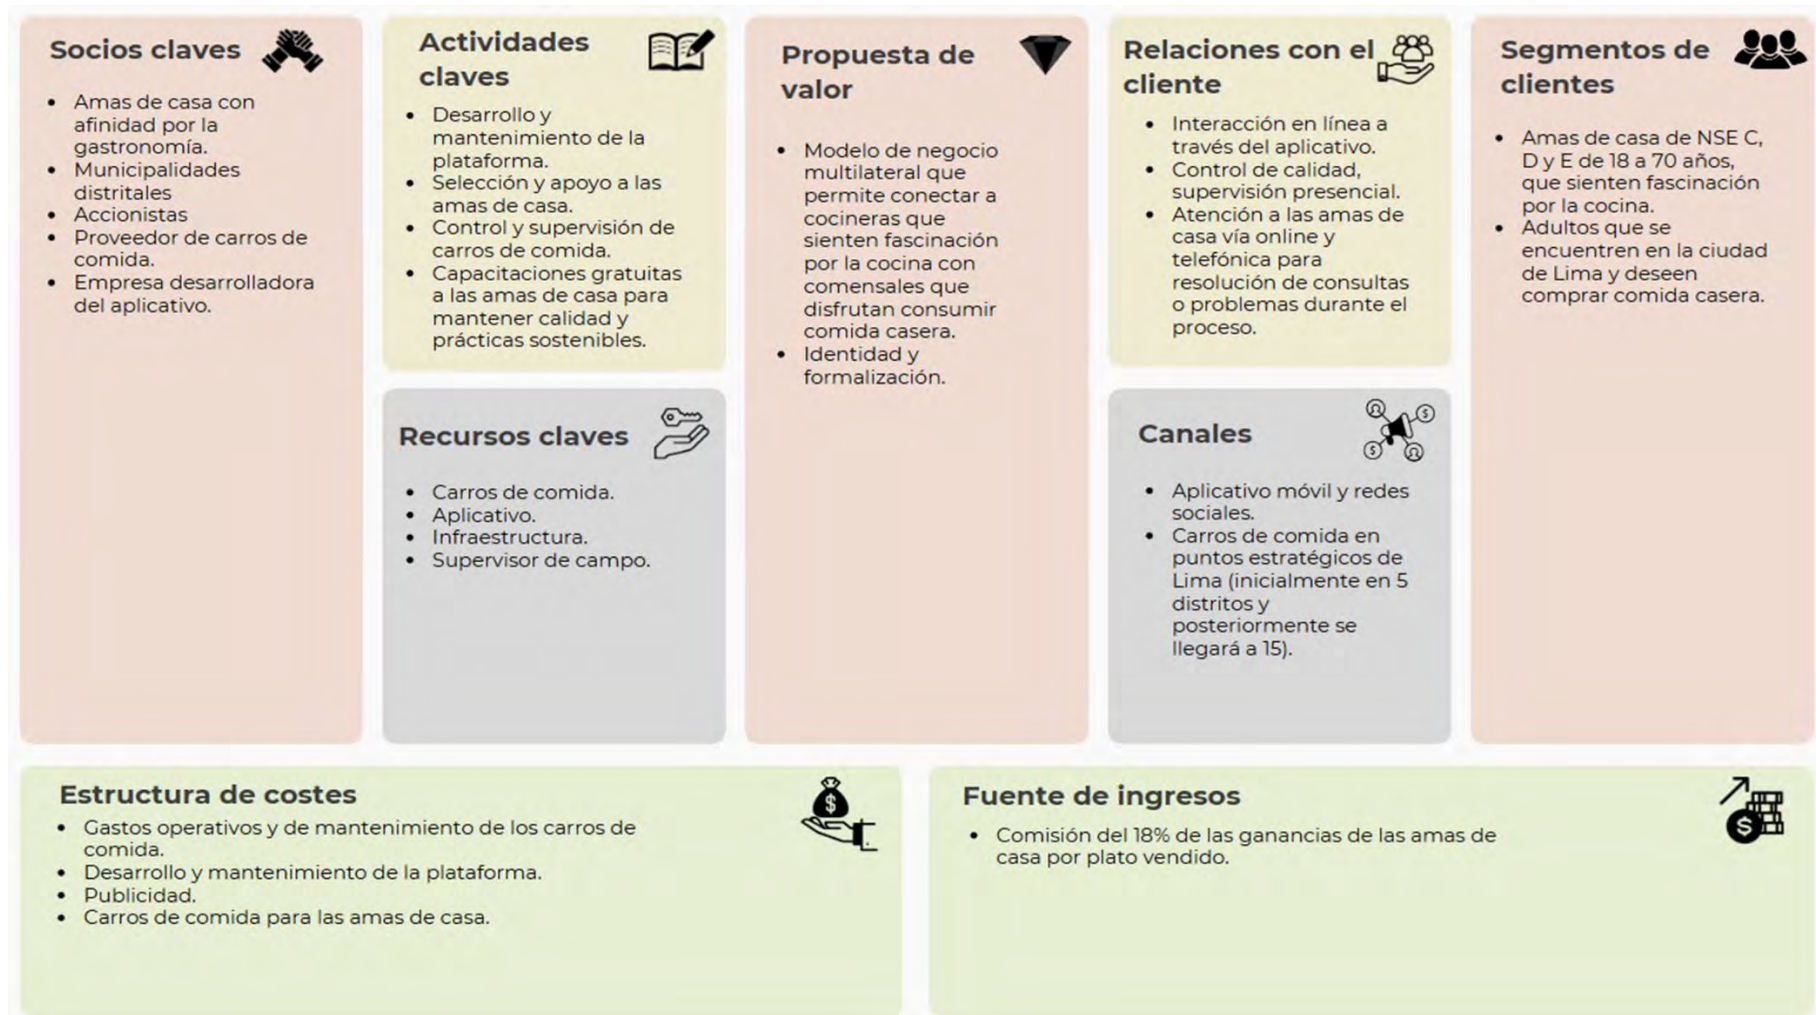 Socios claves
• Amas de casa con
afinidad por la
gastronomía.
• Municipalidades
distritales
• Accionistas
• Proveedor de carros de
comida.
• Empresa desarrolladora
del aplicativo.
Actividades
claves
• Desarrollo y
mantenimiento de la
plataforma.
• Selección y apoyo a las
amas de casa.
• Control y supervisión de
carros de comida.
• Capacitaciones gratuitas
a las amas de casa para
mantener calidad y
prácticas sostenibles.
Recursos claves
• Carros de comida.
• Aplicativo.
• Infraestructura.
• Supervisor de campo.
Propuesta de
valor
• Modelo de negocio
multilateral que
permite conectar a
cocineras que
sienten fascinación
por la cocina con
comensales que
disfrutan consumir
comida casera.
• Identidad y
formalización.
Relaciones con el
cliente
• Interacción en línea a
través del aplicativo.
• Control de calidad,
supervisión presencial.
• Atención a las amas de
casa vía online y
telefónica para
resolución de consultas
o problemas durante el
proceso.
Canales
• Aplicativo móvil y redes
sociales.
• Carros de comida en
puntos estratégicos de
Lima (inicialmente en 5
distritos y
posteriormente se
llegará a 15).
Segmentos de
clientes
• Amas de casa de NSE C,
D y E de 18 a 70 años,
que sienten fascinación
por la cocina.
• Adultos que se
encuentren en la ciudad
de Lima y deseen
comprar comida casera.
Estructura de costes
• Gastos operativos y de mantenimiento de los carros de
comida.
• Desarrollo y mantenimiento de la plataforma.
• Publicidad.
• Carros de comida para las amas de casa.
Fuente de ingresos
• Comisión del 18% de las ganancias de las amas de
casa por plato vendido.